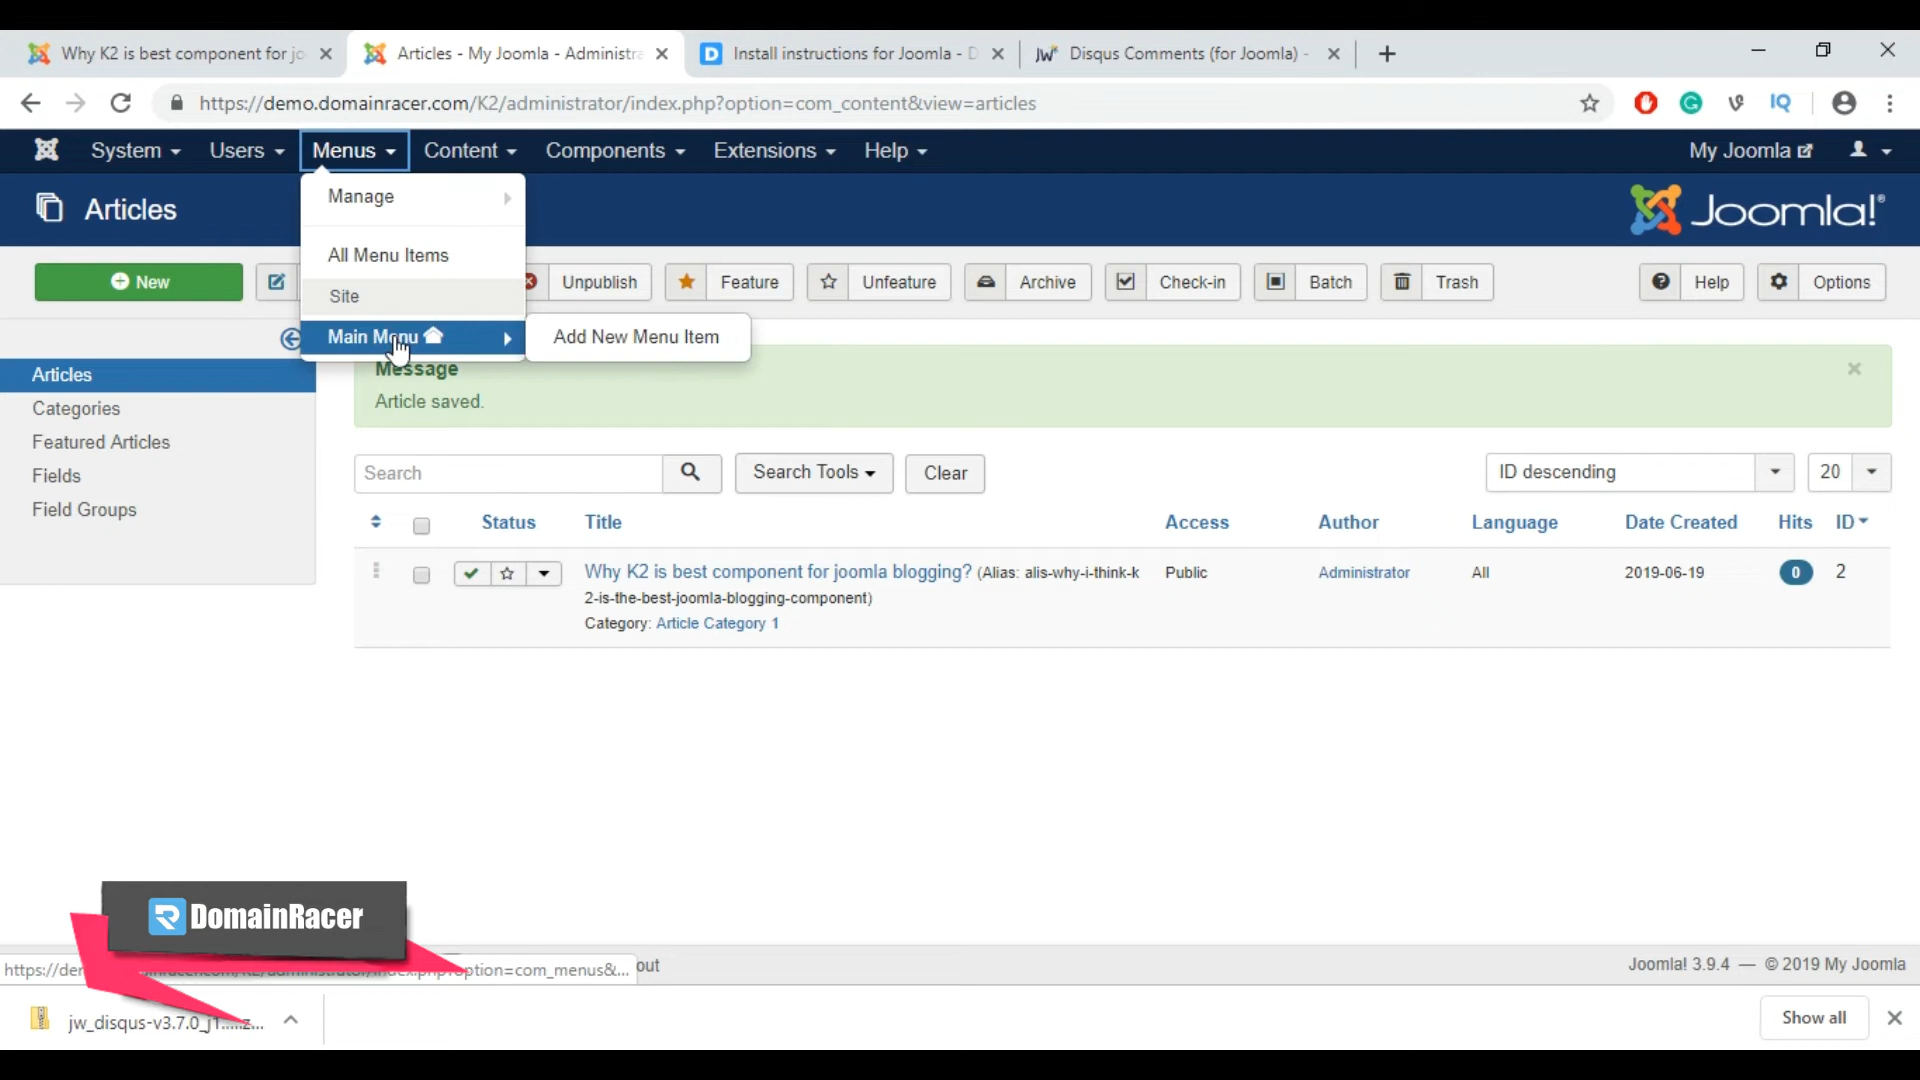 Why K2 is best component for jo
Articles - My Joomla - Administra
Install instructions for Joomla - D
Disqus Comments (for Joomla) -
https://demo.domainracer.com/K2/administrator/index.php?option=com_content&view=articles
System
Users
Menus
Content
Components
Extensions
Help
My Joomla
Articles
Joomla!®
Manage
All Menu Items
Site
Main Menu
Add New Menu Item
New
Unpublish
Feature
Unfeature
Archive
Check-in
Batch
Trash
Help
Options
Articles
Categories
Featured Articles
Fields
Field Groups
Message
Article saved.
Search
Search Tools
Clear
ID descending
20
Status
Title
Access
Author
Language
Date Created
Hits
ID
Why K2 is best component for joomla blogging? (Alias: alis-why-i-think-k
2-is-the-best-joomla-blogging-component)
Category: Article Category 1
Public
Administrator
All
2019-06-19
0
2
DomainRacer
index.php?option=com_menus&...
out
Joomla! 3.9.4 — © 2019 My Joomla
jw_disqus-v3.7.0_j1.....z...
Show all